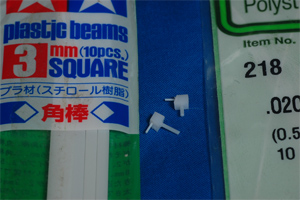 plastic beams
3 mm (10pcs.)
SQUARE
プラ材(スチロール樹脂)
角棒
Polyst
Item No.
218
.020
(0.5
10